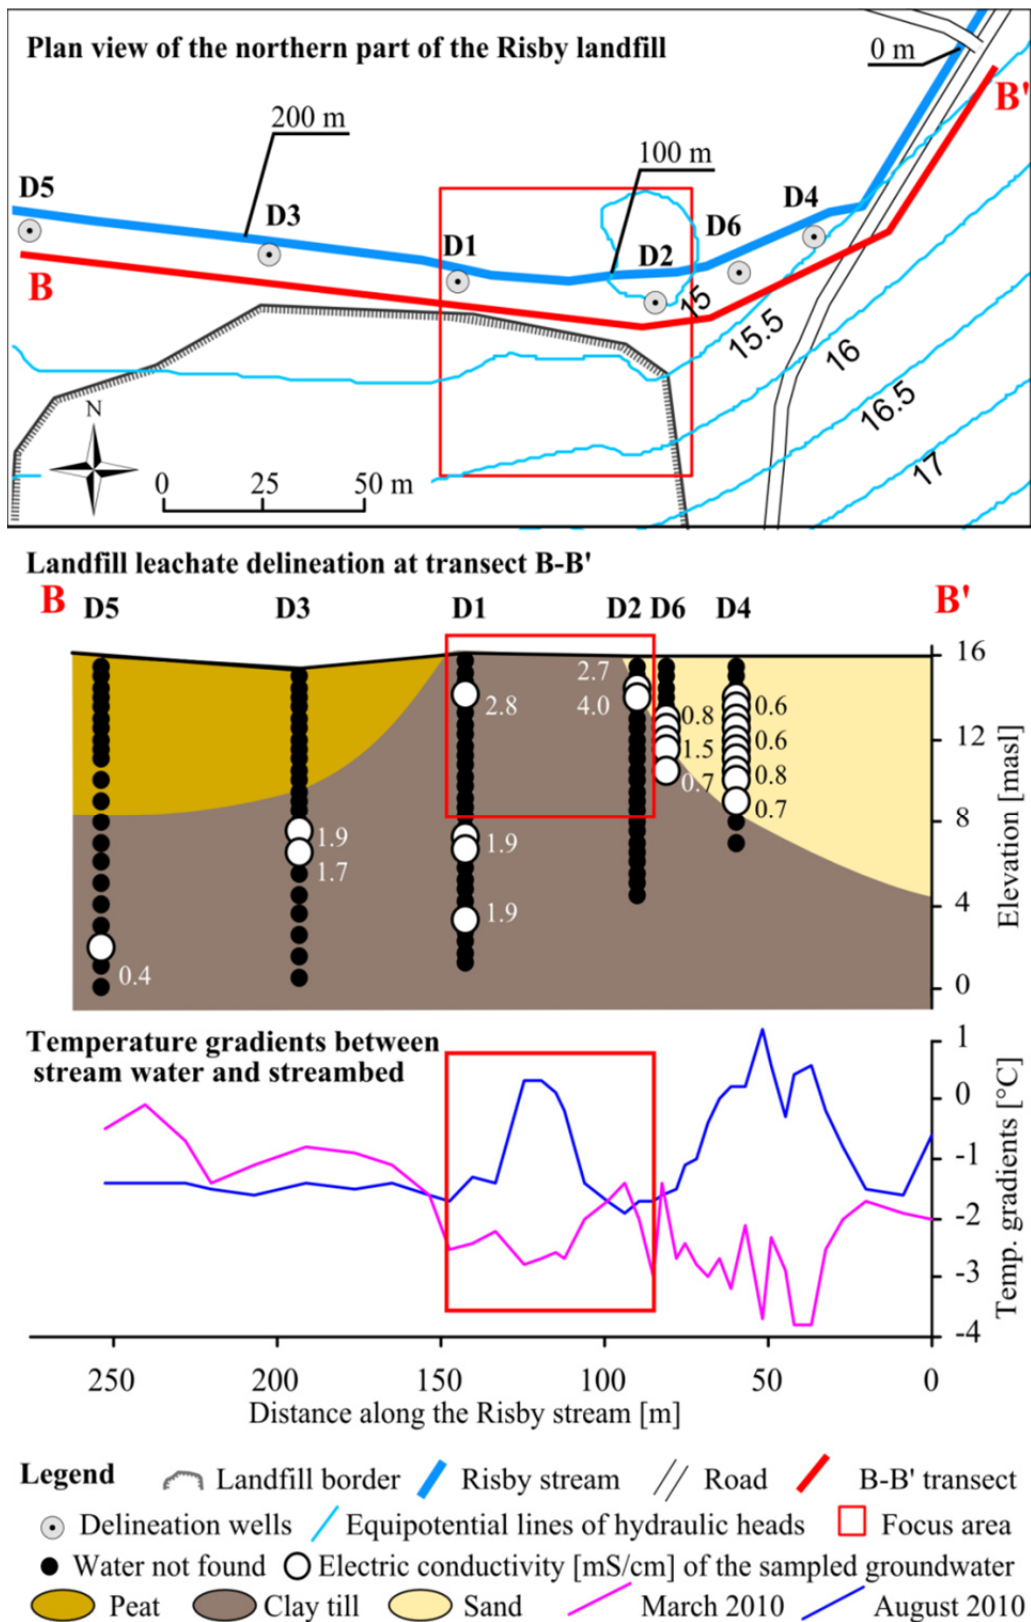 Plan view of the northern part of the Risby landfill
0 m
B'
200 m
100 m
D5
D3
D1
D2
D6
D4
B
15
15.5
16
16.5
17
N
0 25 50 m
Landfill leachate delineation at transect B-B'
B D5 D3 D1 D2 D6 D4 B'
16
2.7
2.8
4.0
0.8
0.6
12
1.5
0.6
0.7
0.8
0.7
8
1.9
1.7
1.9
1.9
4
0.4
0
Elevation [masl]
Temperature gradients between
stream water and streambed
1
0
-1
-2
-3
-4
Temp. gradients [°C]
250 200 150 100 50 0
Distance along the Risby stream [m]
Legend Landfill border Risby stream Road B-B' transect
Delineation wells Equipotential lines of hydraulic heads Focus area
Water not found Electric conductivity [mS/cm] of the sampled groundwater
Peat Clay till Sand March 2010 August 2010